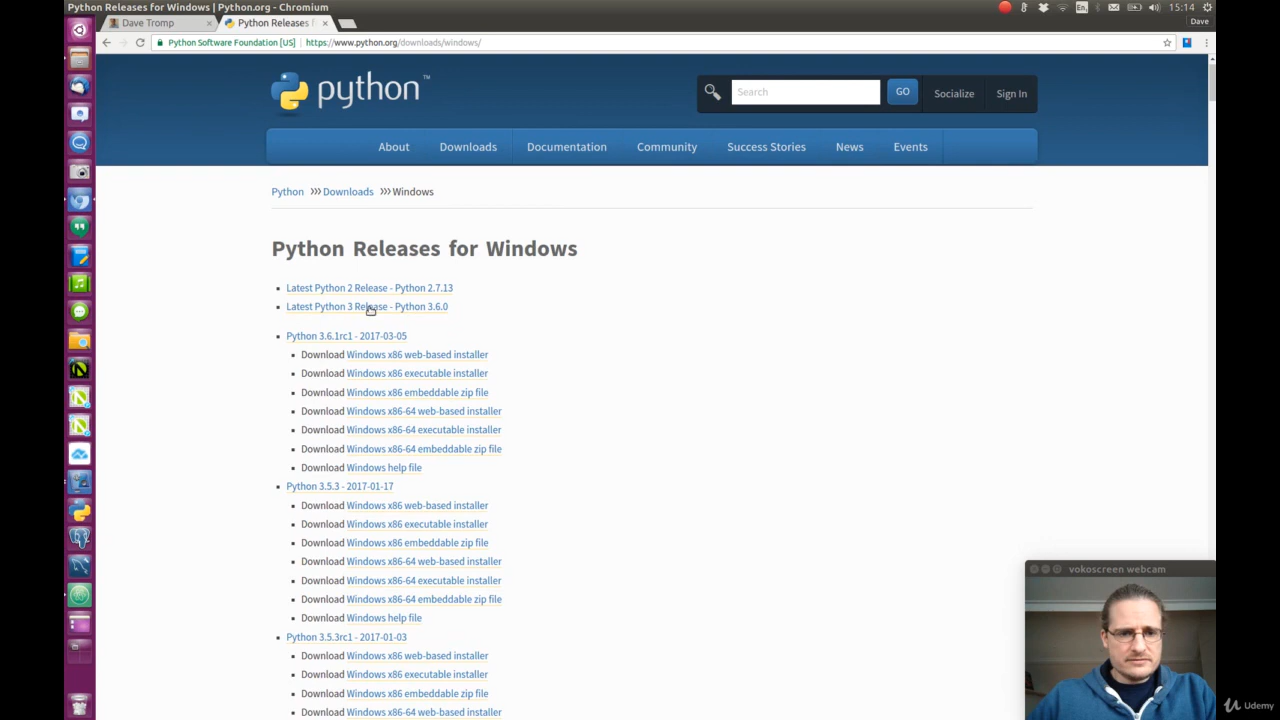 Python Releases for Windows | Python.org - Chromium
En
15:14
Dave Tromp
Python Releases f
Dave
Python Software Foundation [US]
https://www.python.org/downloads/windows/
python™
Search
GO
Socialize
Sign In
About
Downloads
Documentation
Community
Success Stories
News
Events
Python
Downloads
Windows
Python Releases for Windows
Latest Python 2 Release - Python 2.7.13
Latest Python 3 Release - Python 3.6.0
Python 3.6.1rc1 - 2017-03-05
Download Windows x86 web-based installer
Download Windows x86 executable installer
Download Windows x86 embeddable zip file
Download Windows x86-64 web-based installer
Download Windows x86-64 executable installer
Download Windows x86-64 embeddable zip file
Download Windows help file
Python 3.5.3 - 2017-01-17
Download Windows x86 web-based installer
Download Windows x86 executable installer
Download Windows x86 embeddable zip file
Download Windows x86-64 web-based installer
Download Windows x86-64 executable installer
Download Windows x86-64 embeddable zip file
Download Windows help file
Python 3.5.3rc1 - 2017-01-03
Download Windows x86 web-based installer
Download Windows x86 executable installer
Download Windows x86 embeddable zip file
Download Windows x86-64 web-based installer
vokoscreen webcam
Udemy